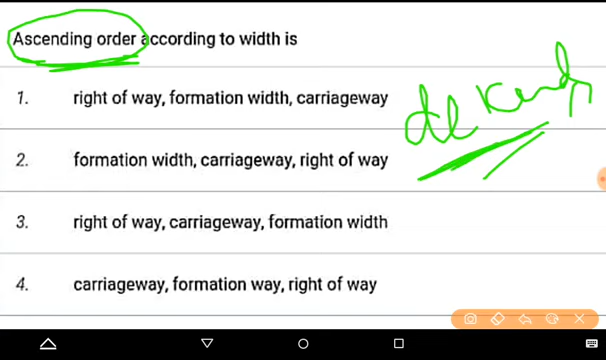 Ascending order according to width is
1. right of way, formation width, carriageway
2. formation width, carriageway, right of way
3. right of way, carriageway, formation width
4. carriageway, formation way, right of way